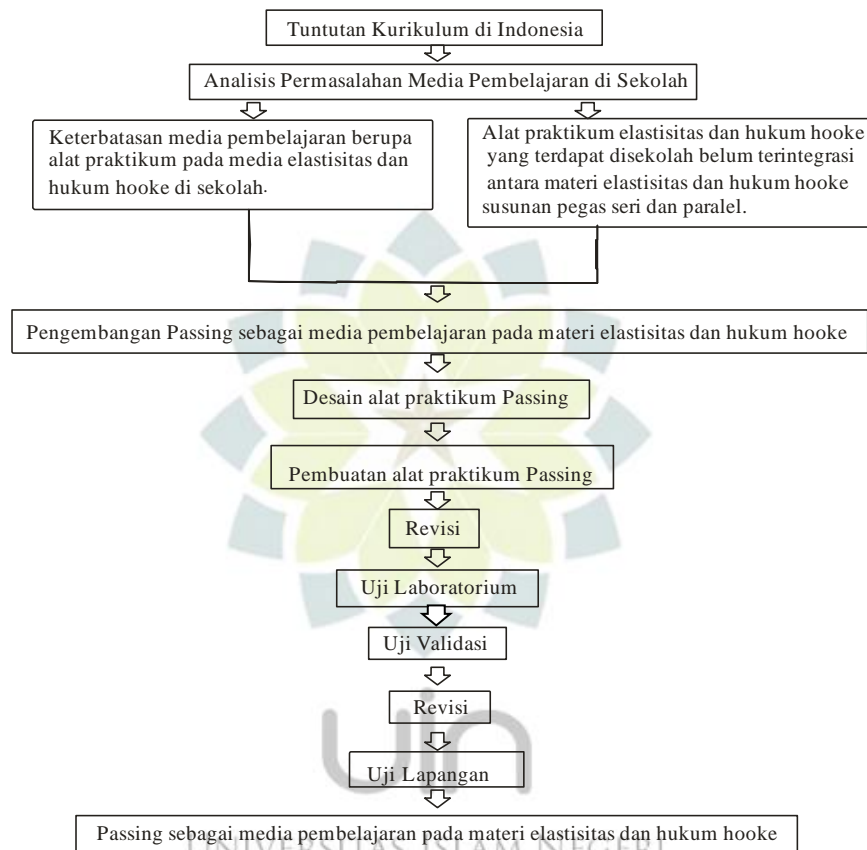 Tuntutan Kurikulum di Indonesia
Analisis Permasalahan Media Pembelajaran di Sekolah
Keterbatasan media pembelajaran berupa
alat praktikum pada media elastisitas dan
hukum hooke di sekolah.
Alat praktikum elastisitas dan hukum hooke
yang terdapat disekolah belum terintegrasi
antara materi elastisitas dan hukum hooke
susunan pegas seri dan paralel.
Pengembangan Passing sebagai media pembelajaran pada materi elastisitas dan hukum hooke
Desain alat praktikum Passing
Pembuatan alat praktikum Passing
Revisi
Uji Laboratorium
Uji Validasi
Revisi
uin
Uji Lapangan
Passing sebagai media pembelajaran pada materi elastisitas dan hukum hooke
UNIVERSITAS ISLAM NEGERI